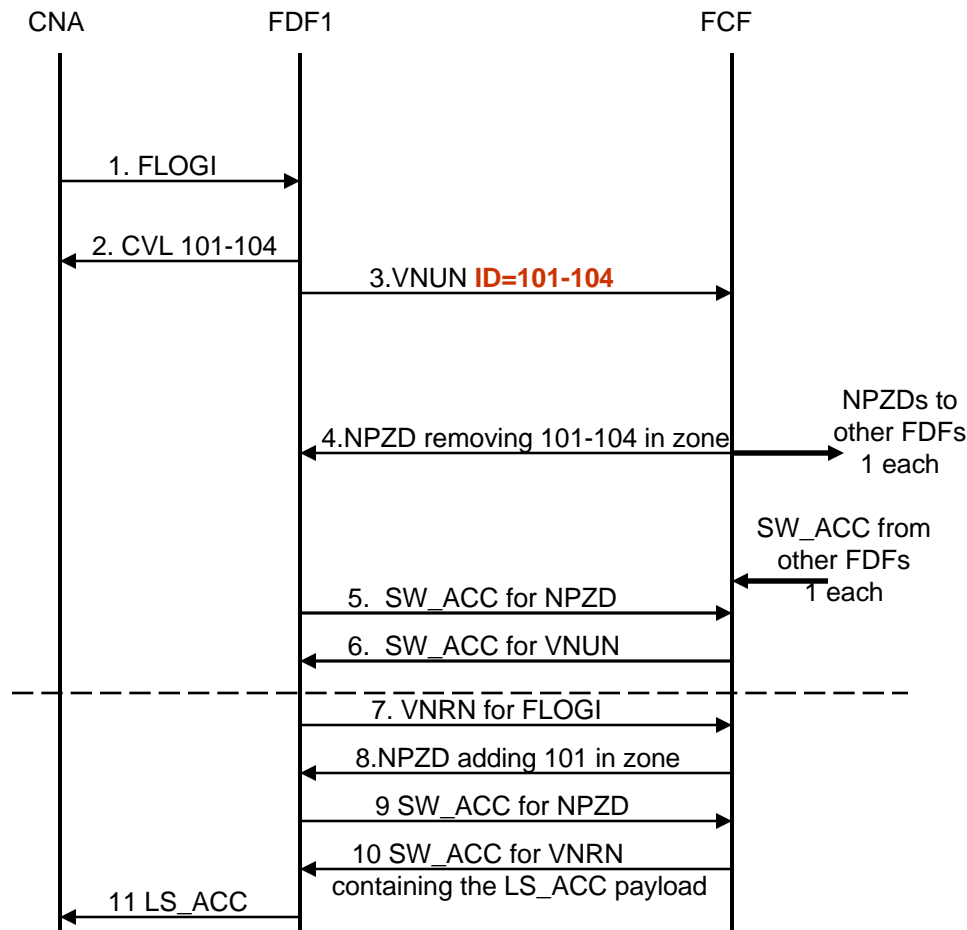 CNA FDF1 FCF
1. FLOGI
2. CVL 101-104
3.VNUN ID=101-104
NPZDs to
other FDFs
1 each
4.NPZD removing 101-104 in zone
SW_ACC from
other FDFs
1 each
5. SW_ACC for NPZD
6. SW_ACC for VNUN
7. VNRN for FLOGI
8.NPZD adding 101 in zone
9 SW_ACC for NPZD
10 SW_ACC for VNRN
containing the LS_ACC payload
11 LS_ACC